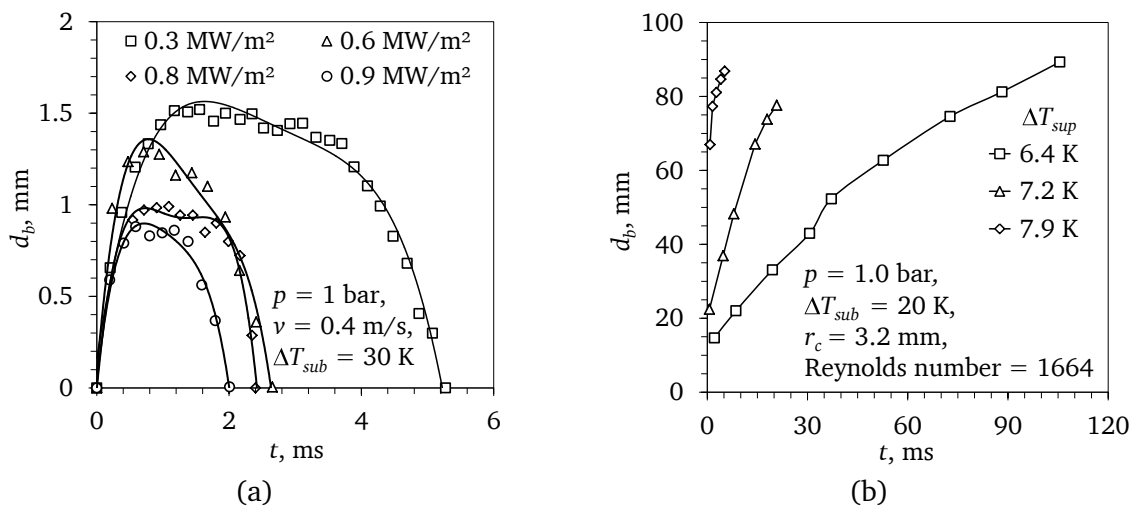 2
1.5
1
0.5
0
0 2 4 6
d_b, mm
t, ms
0.3 MW/m²
0.6 MW/m²
0.8 MW/m²
0.9 MW/m²
p = 1 bar,
v = 0.4 m/s,
ΔT_sub = 30 K
(a)
100
80
60
40
20
0
0 30 60 90 120
d_b, mm
t, ms
ΔT_sup
6.4 K
7.2 K
7.9 K
p = 1.0 bar,
ΔT_sub = 20 K,
r_c = 3.2 mm,
Reynolds number = 1664
(b)